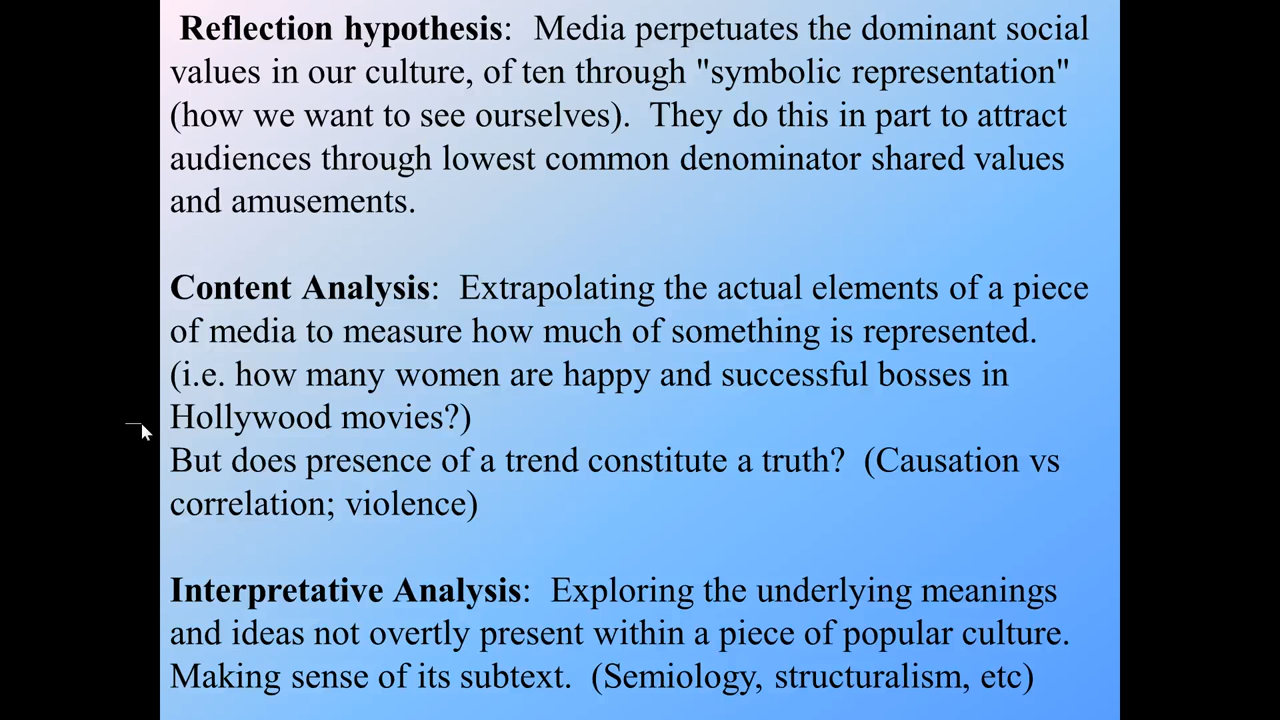 Reflection hypothesis:  Media perpetuates the dominant social
values in our culture, of ten through "symbolic representation"
(how we want to see ourselves).  They do this in part to attract
audiences through lowest common denominator shared values
and amusements.
Content Analysis:  Extrapolating the actual elements of a piece
of media to measure how much of something is represented.
(i.e. how many women are happy and successful bosses in
Hollywood movies?)
But does presence of a trend constitute a truth?  (Causation vs
correlation; violence)
Interpretative Analysis:  Exploring the underlying meanings
and ideas not overtly present within a piece of popular culture.
Making sense of its subtext.  (Semiology, structuralism, etc)